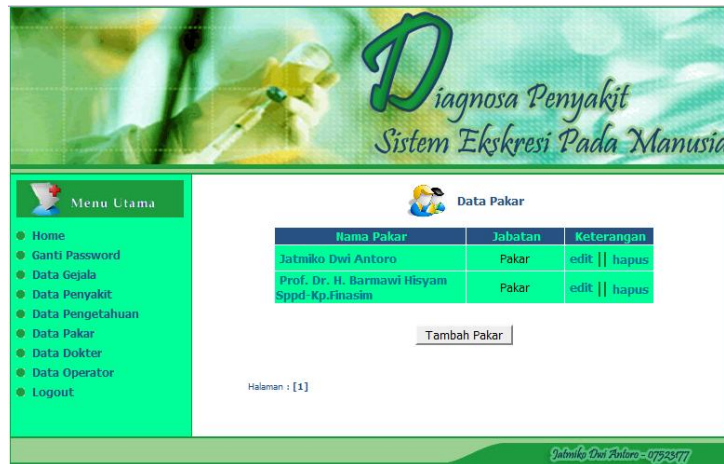 Diagnosa Penyakit
Sistem Ekskresi Pada Manusia
Menu Utama
Home
Ganti Password
Data Gejala
Data Penyakit
Data Pengetahuan
Data Pakar
Data Dokter
Data Operator
Logout
Data Pakar
Nama Pakar Jabatan Keterangan
Jatmiko Dwi Antoro Pakar edit || hapus
Prof. Dr. H. Barmawi Hisyam
Sppd-Kp.Finasim Pakar edit || hapus
Tambah Pakar
Halaman : [1]
Jatmiko Dwi Antoro - 07523177